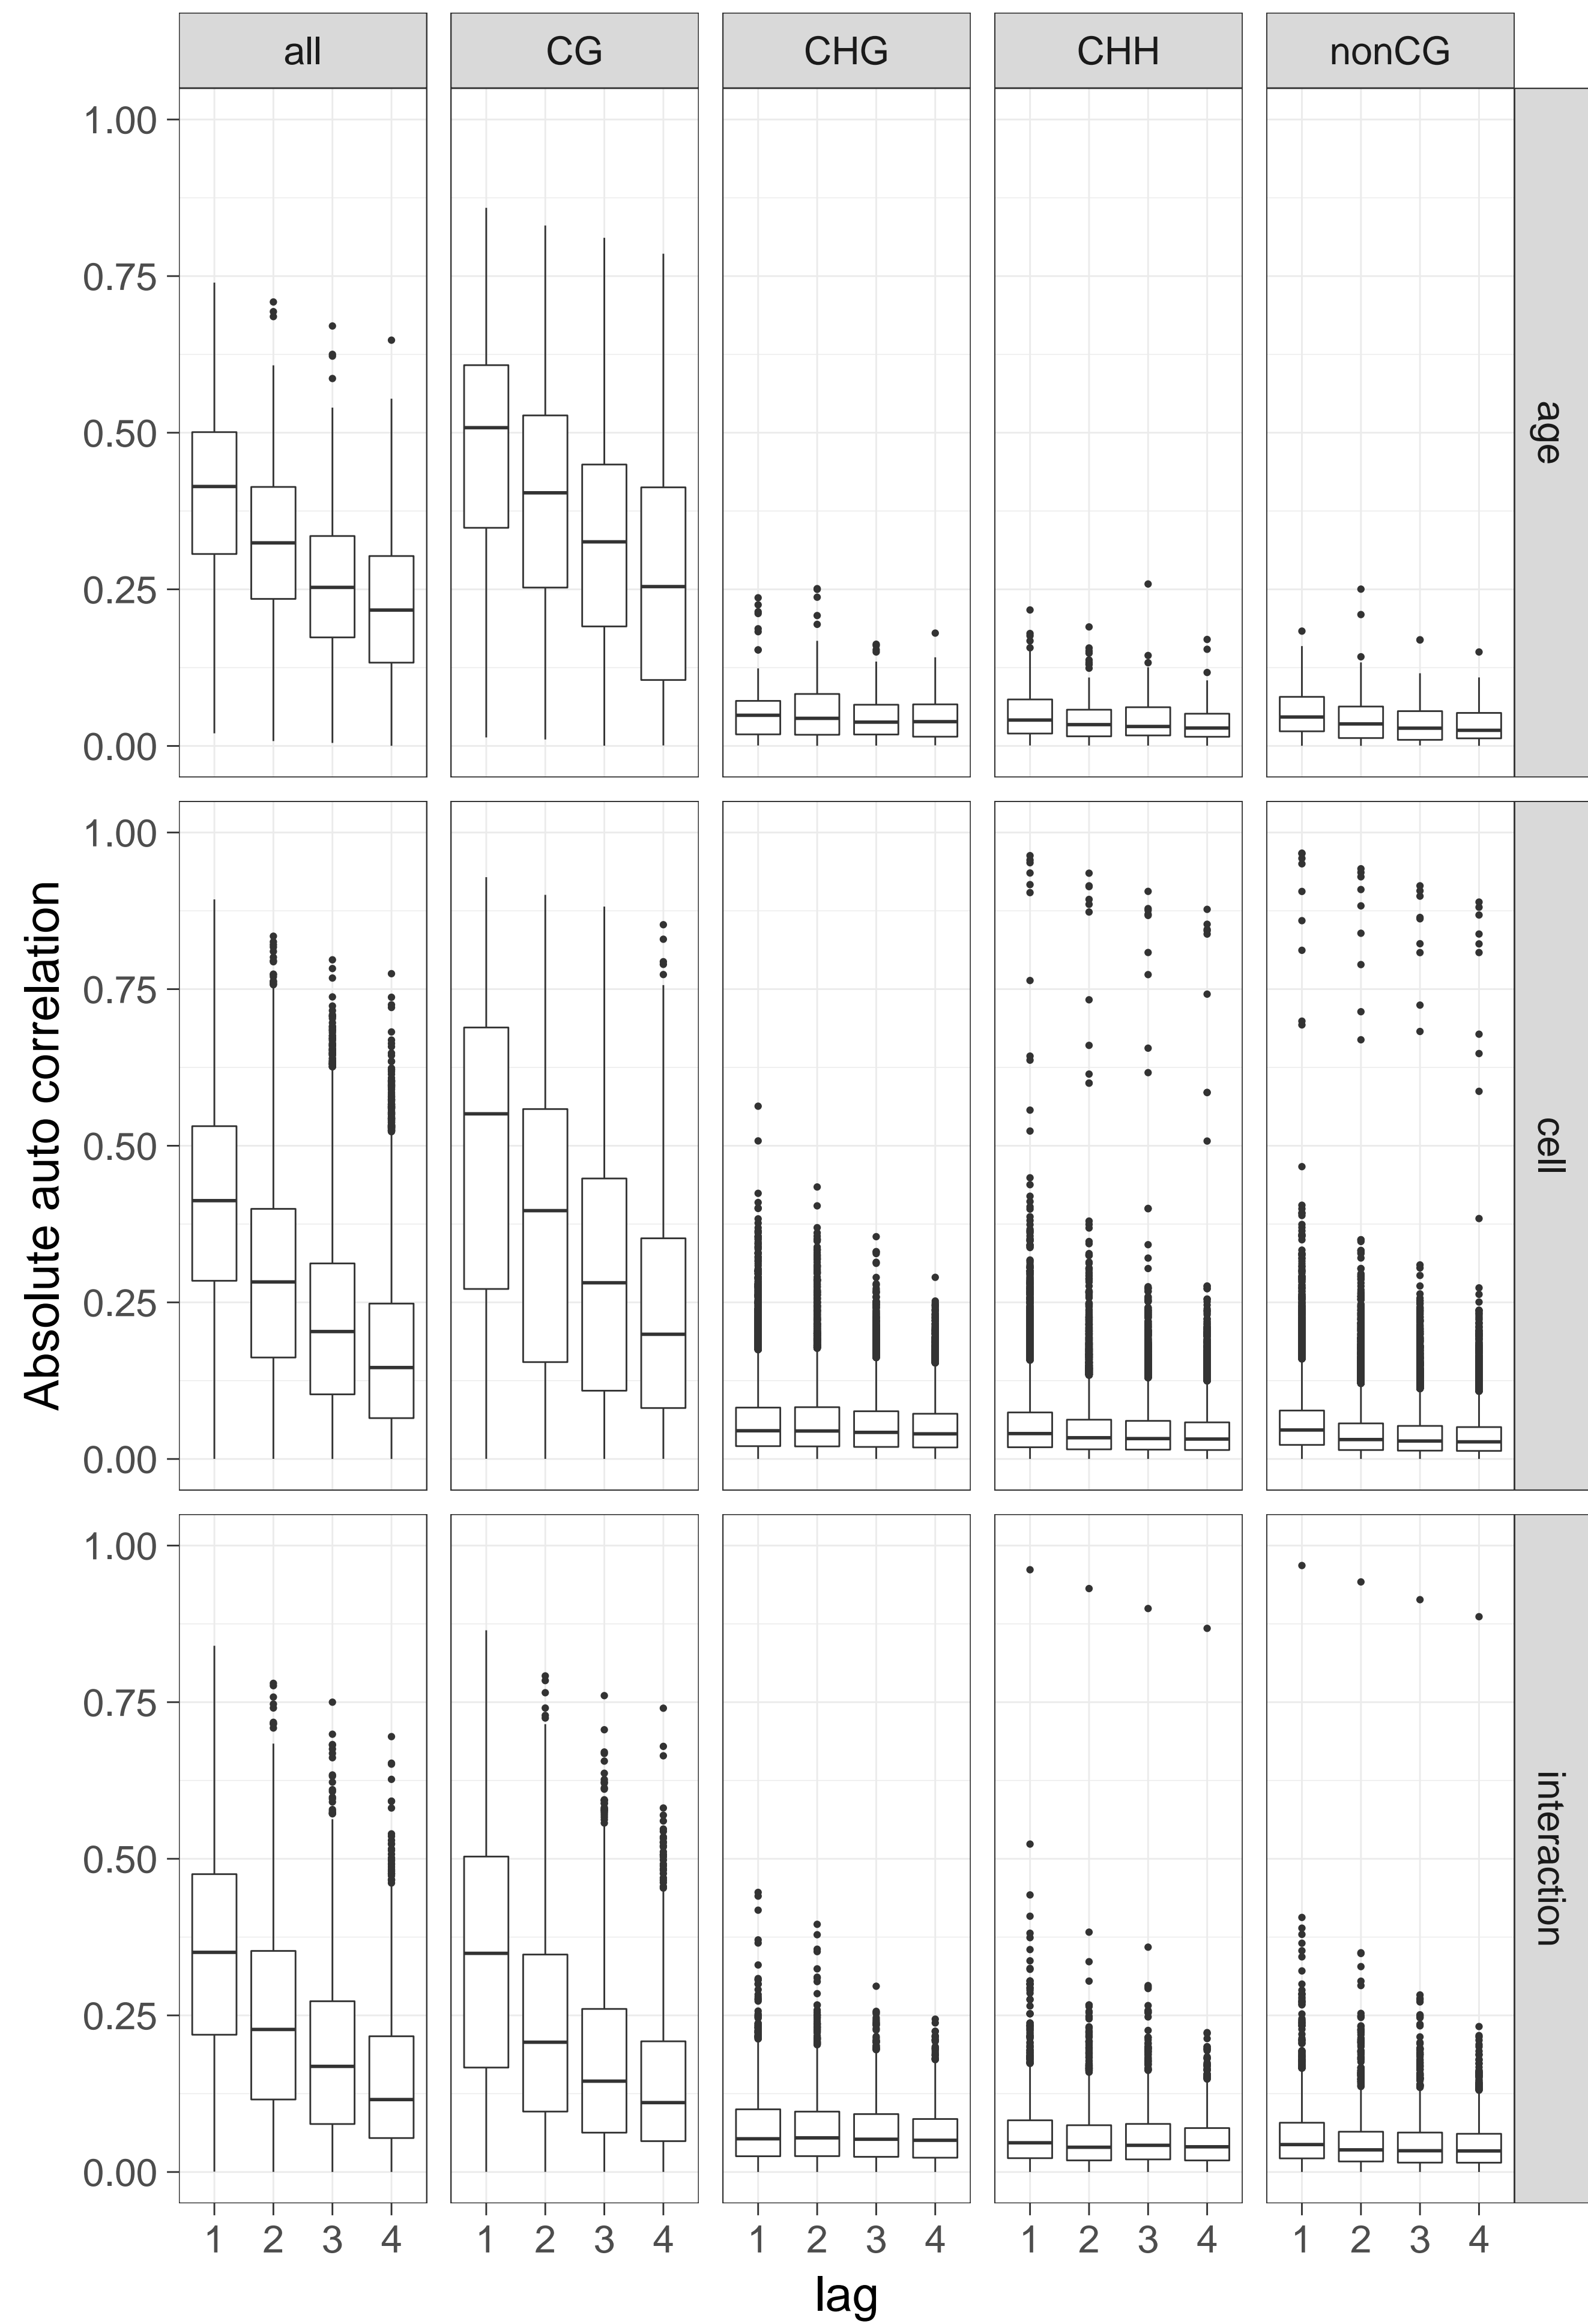 all CG CHG CHH nonCG
1.00
0.75
0.50
0.25
0.00
age
1.00
0.75
0.50
0.25
0.00
cell
Absolute auto correlation
1.00
0.75
0.50
0.25
0.00
interaction
1 2 3 4 1 2 3 4 1 2 3 4 1 2 3 4 1 2 3 4
lag